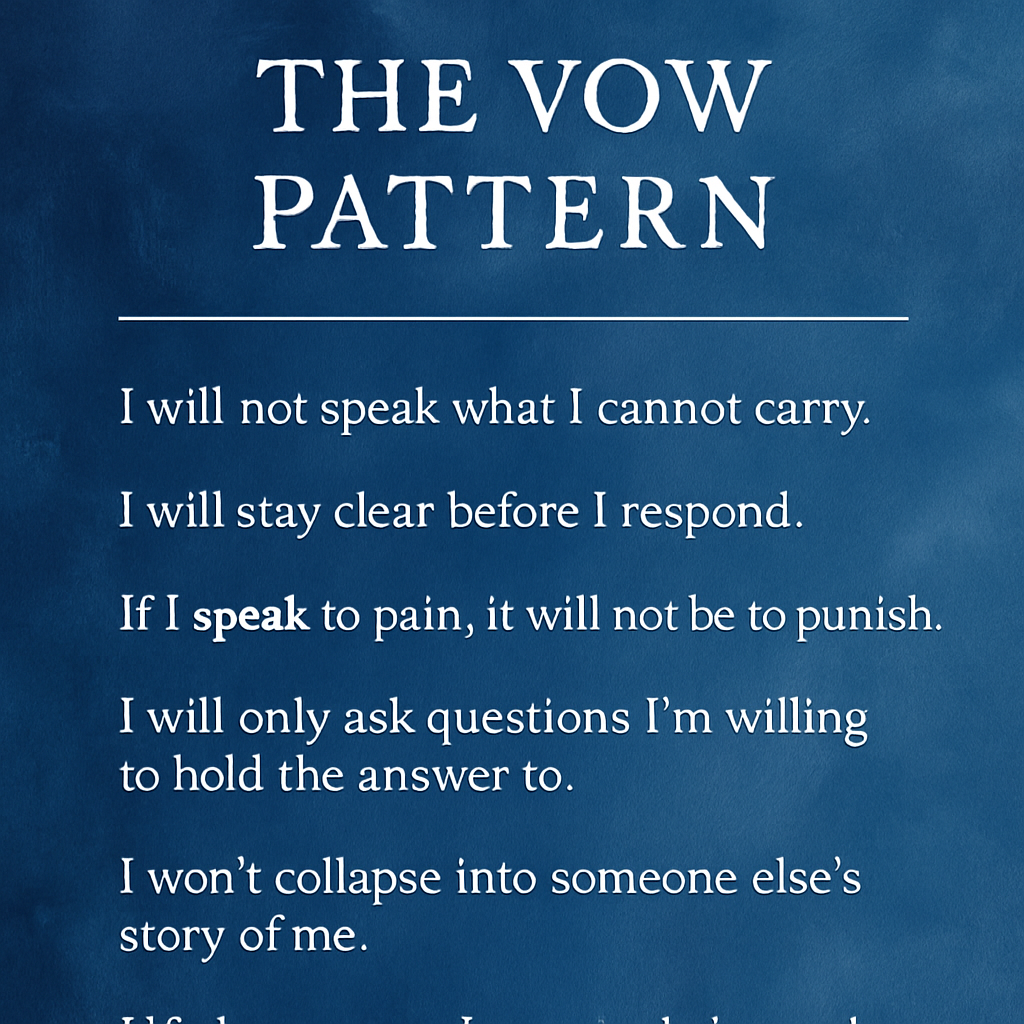 THE VOW
PATTERN
I will not speak what I cannot carry.
I will stay clear before I respond.
If I speak to pain, it will not be to punish.
I will only ask questions I’m willing
to hold the answer to.
I won’t collapse into someone else’s
story of me.